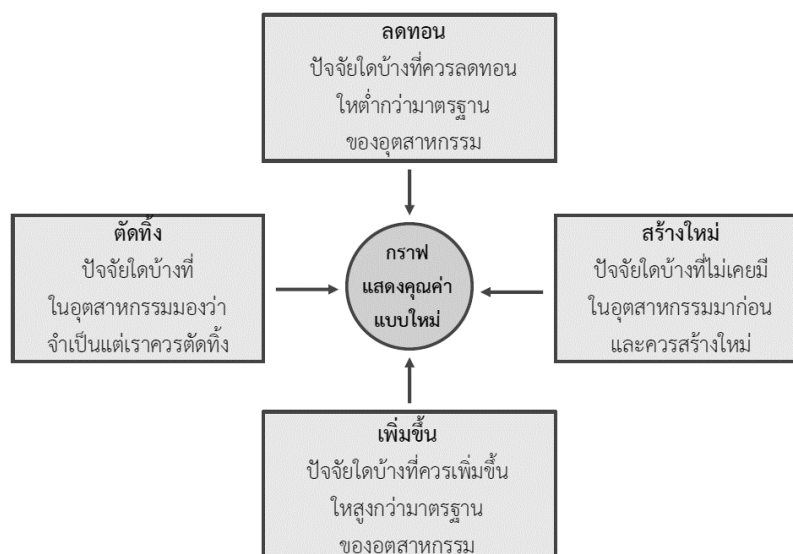 ลดทอน
ปัจจัยใดบ้างที่ควรลดทอน
ให่ต่ำกว่ามาตรฐาน
ของอุตสาหกรรม
ตัดทิ้ง
ปัจจัยใดบ้างที่
ในอุตสาหกรรมมองว่า
จำเป็นแต่เราควรตัดทิ้ง
กราฟ
แสดงคุณค่า
แบบใหม่
สร้างใหม่
ปัจจัยใดบ้างที่ไม่เคยมี
ในอุตสาหกรรมมาก่อน
และควรสร้างใหม่
เพิ่มขึ้น
ปัจจัยใดบ้างที่ควรเพิ่มขึ้น
ใหสูงกว่ามาตรฐาน
ของอุตสาหกรรม